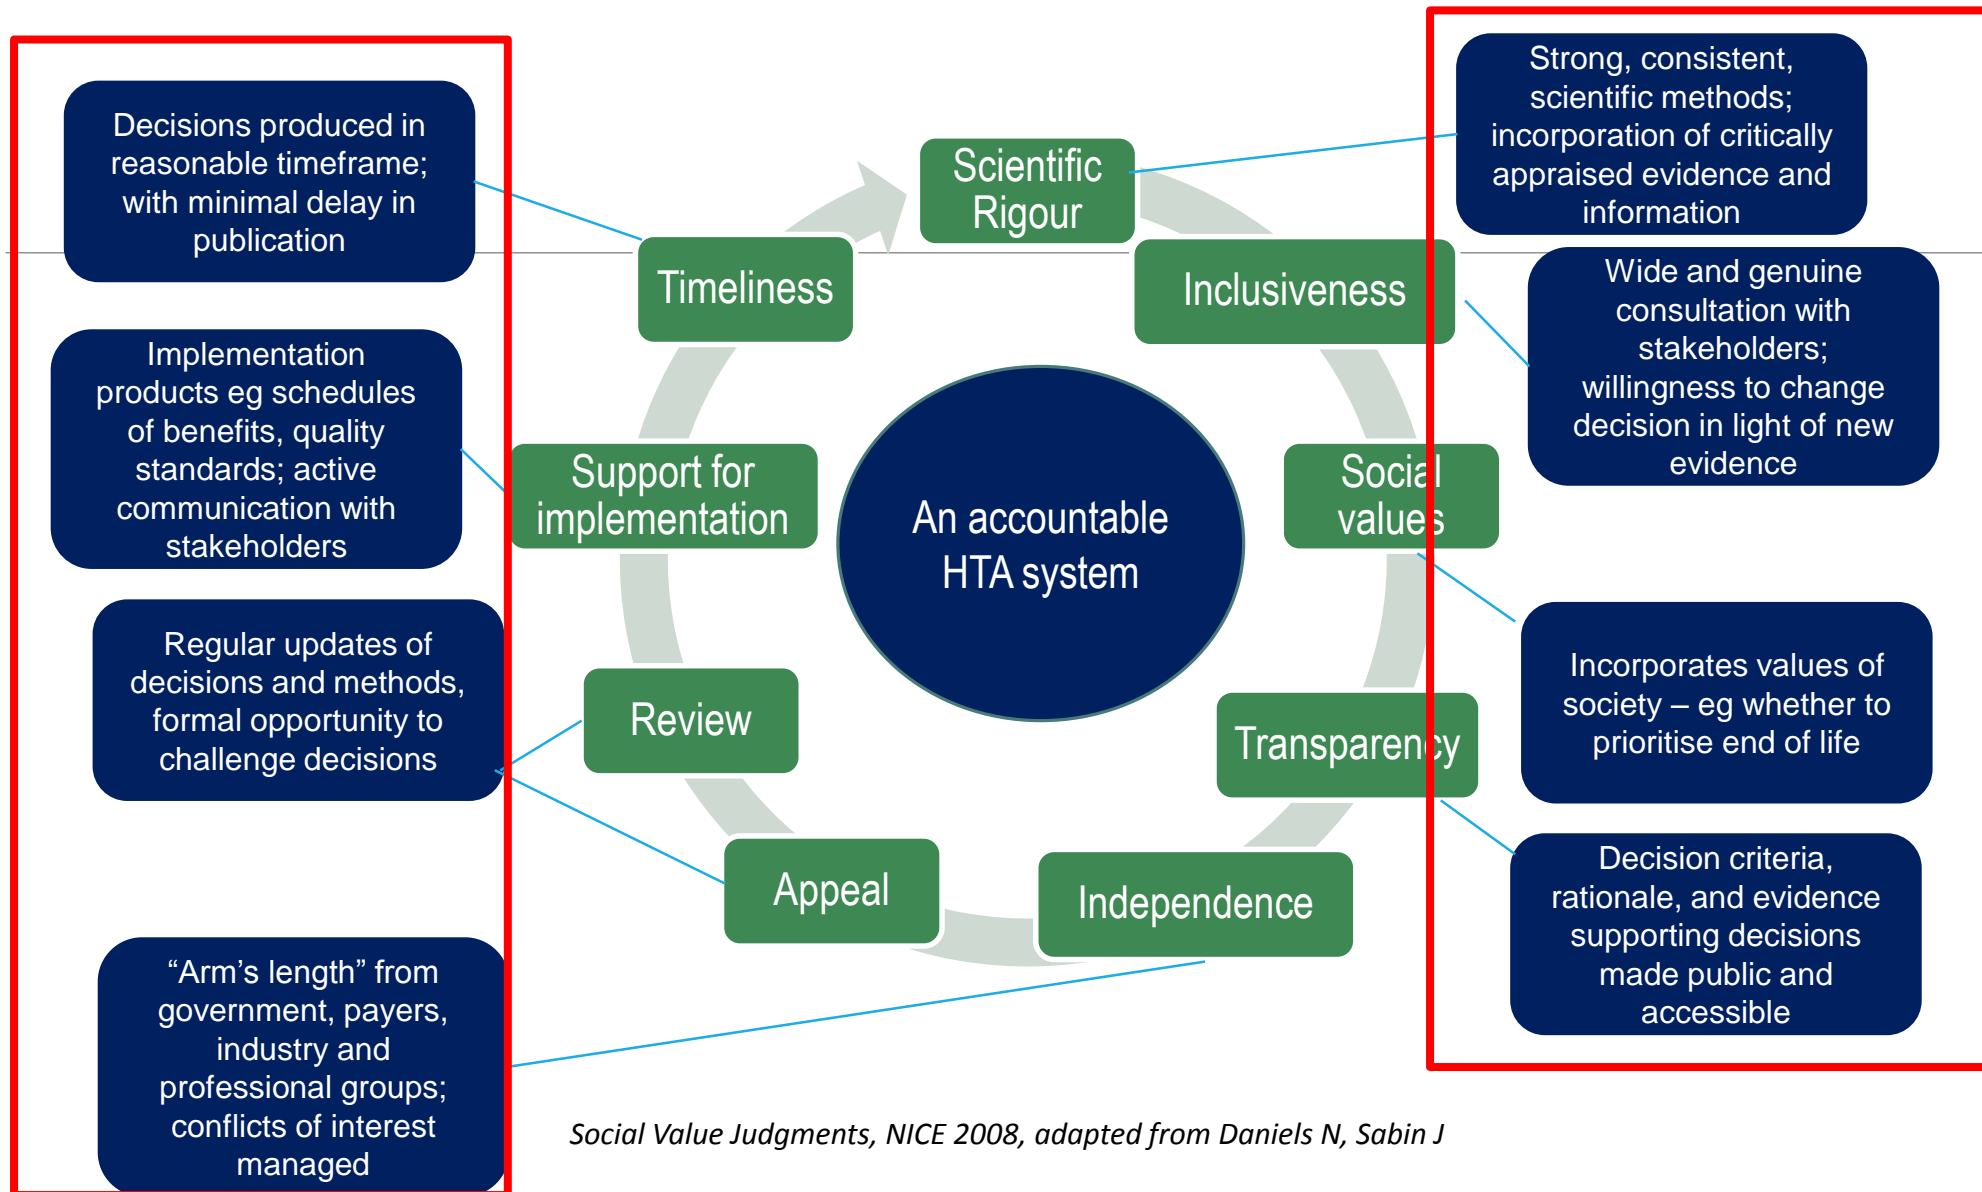 Decisions produced in
reasonable timeframe;
with minimal delay in
publication
Implementation
products eg schedules
of benefits, quality
standards; active
communication with
stakeholders
Regular updates of
decisions and methods,
formal opportunity to
challenge decisions
“Arm’s length” from
government, payers,
industry and
professional groups;
conflicts of interest
managed
Scientific
Rigour
Inclusiveness
Social
values
Transparency
Independence
Appeal
Review
Support for
implementation
Timeliness
An accountable
HTA system
Strong, consistent,
scientific methods;
incorporation of critically
appraised evidence and
information
Wide and genuine
consultation with
stakeholders;
willingness to change
decision in light of new
evidence
Incorporates values of
society – eg whether to
prioritise end of life
Decision criteria,
rationale, and evidence
supporting decisions
made public and
accessible
Social Value Judgments, NICE 2008, adapted from Daniels N, Sabin J